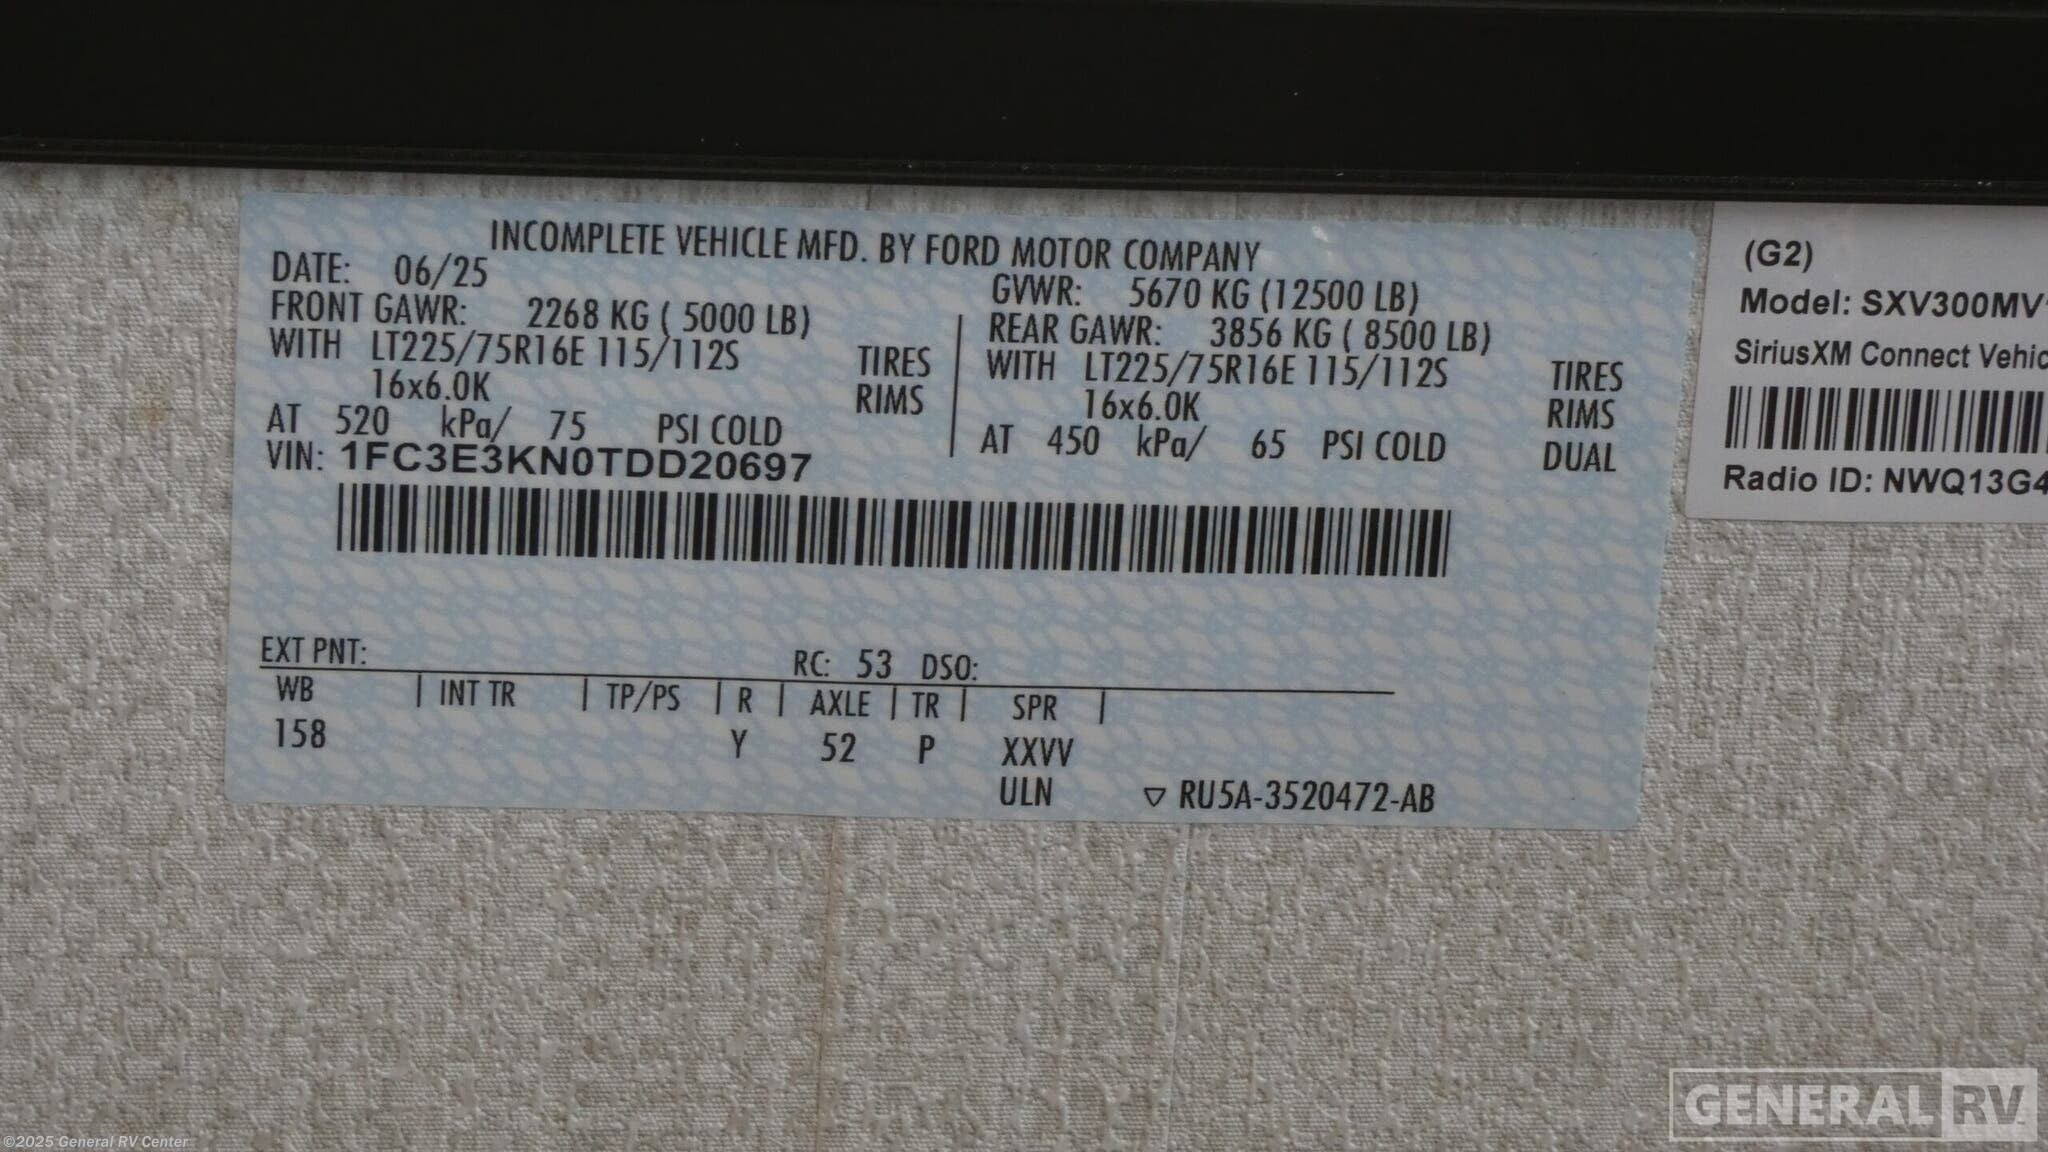 INCOMPLETE VEHICLE MFD. BY FORD MOTOR COMPANY
DATE: 06/25
GVWR: 5670 KG (12500 LB)
FRONT GAWR: 2268 KG ( 5000 LB)
REAR GAWR: 3856 KG ( 8500 LB)
WITH LT225/75R16E 115/112S TIRES
WITH LT225/75R16E 115/112S TIRES
16x6.0K RIMS
16x6.0K RIMS
AT 520 kPa/ 75 PSI COLD
AT 450 kPa/ 65 PSI COLD DUAL
VIN: 1FC3E3KN0TDD20697
EXT PNT: RC: 53 DSO:
WB | INT TR | TP/PS | R | AXLE | TR | SPR |
158 Y 52 P XXVV
ULN ▽ RU5A-3520472-AB
(G2)
Model: SXV300MV
SiriusXM Connect Vehic
Radio ID: NWQ13G4
GENERAL RV
©2025 General RV Center